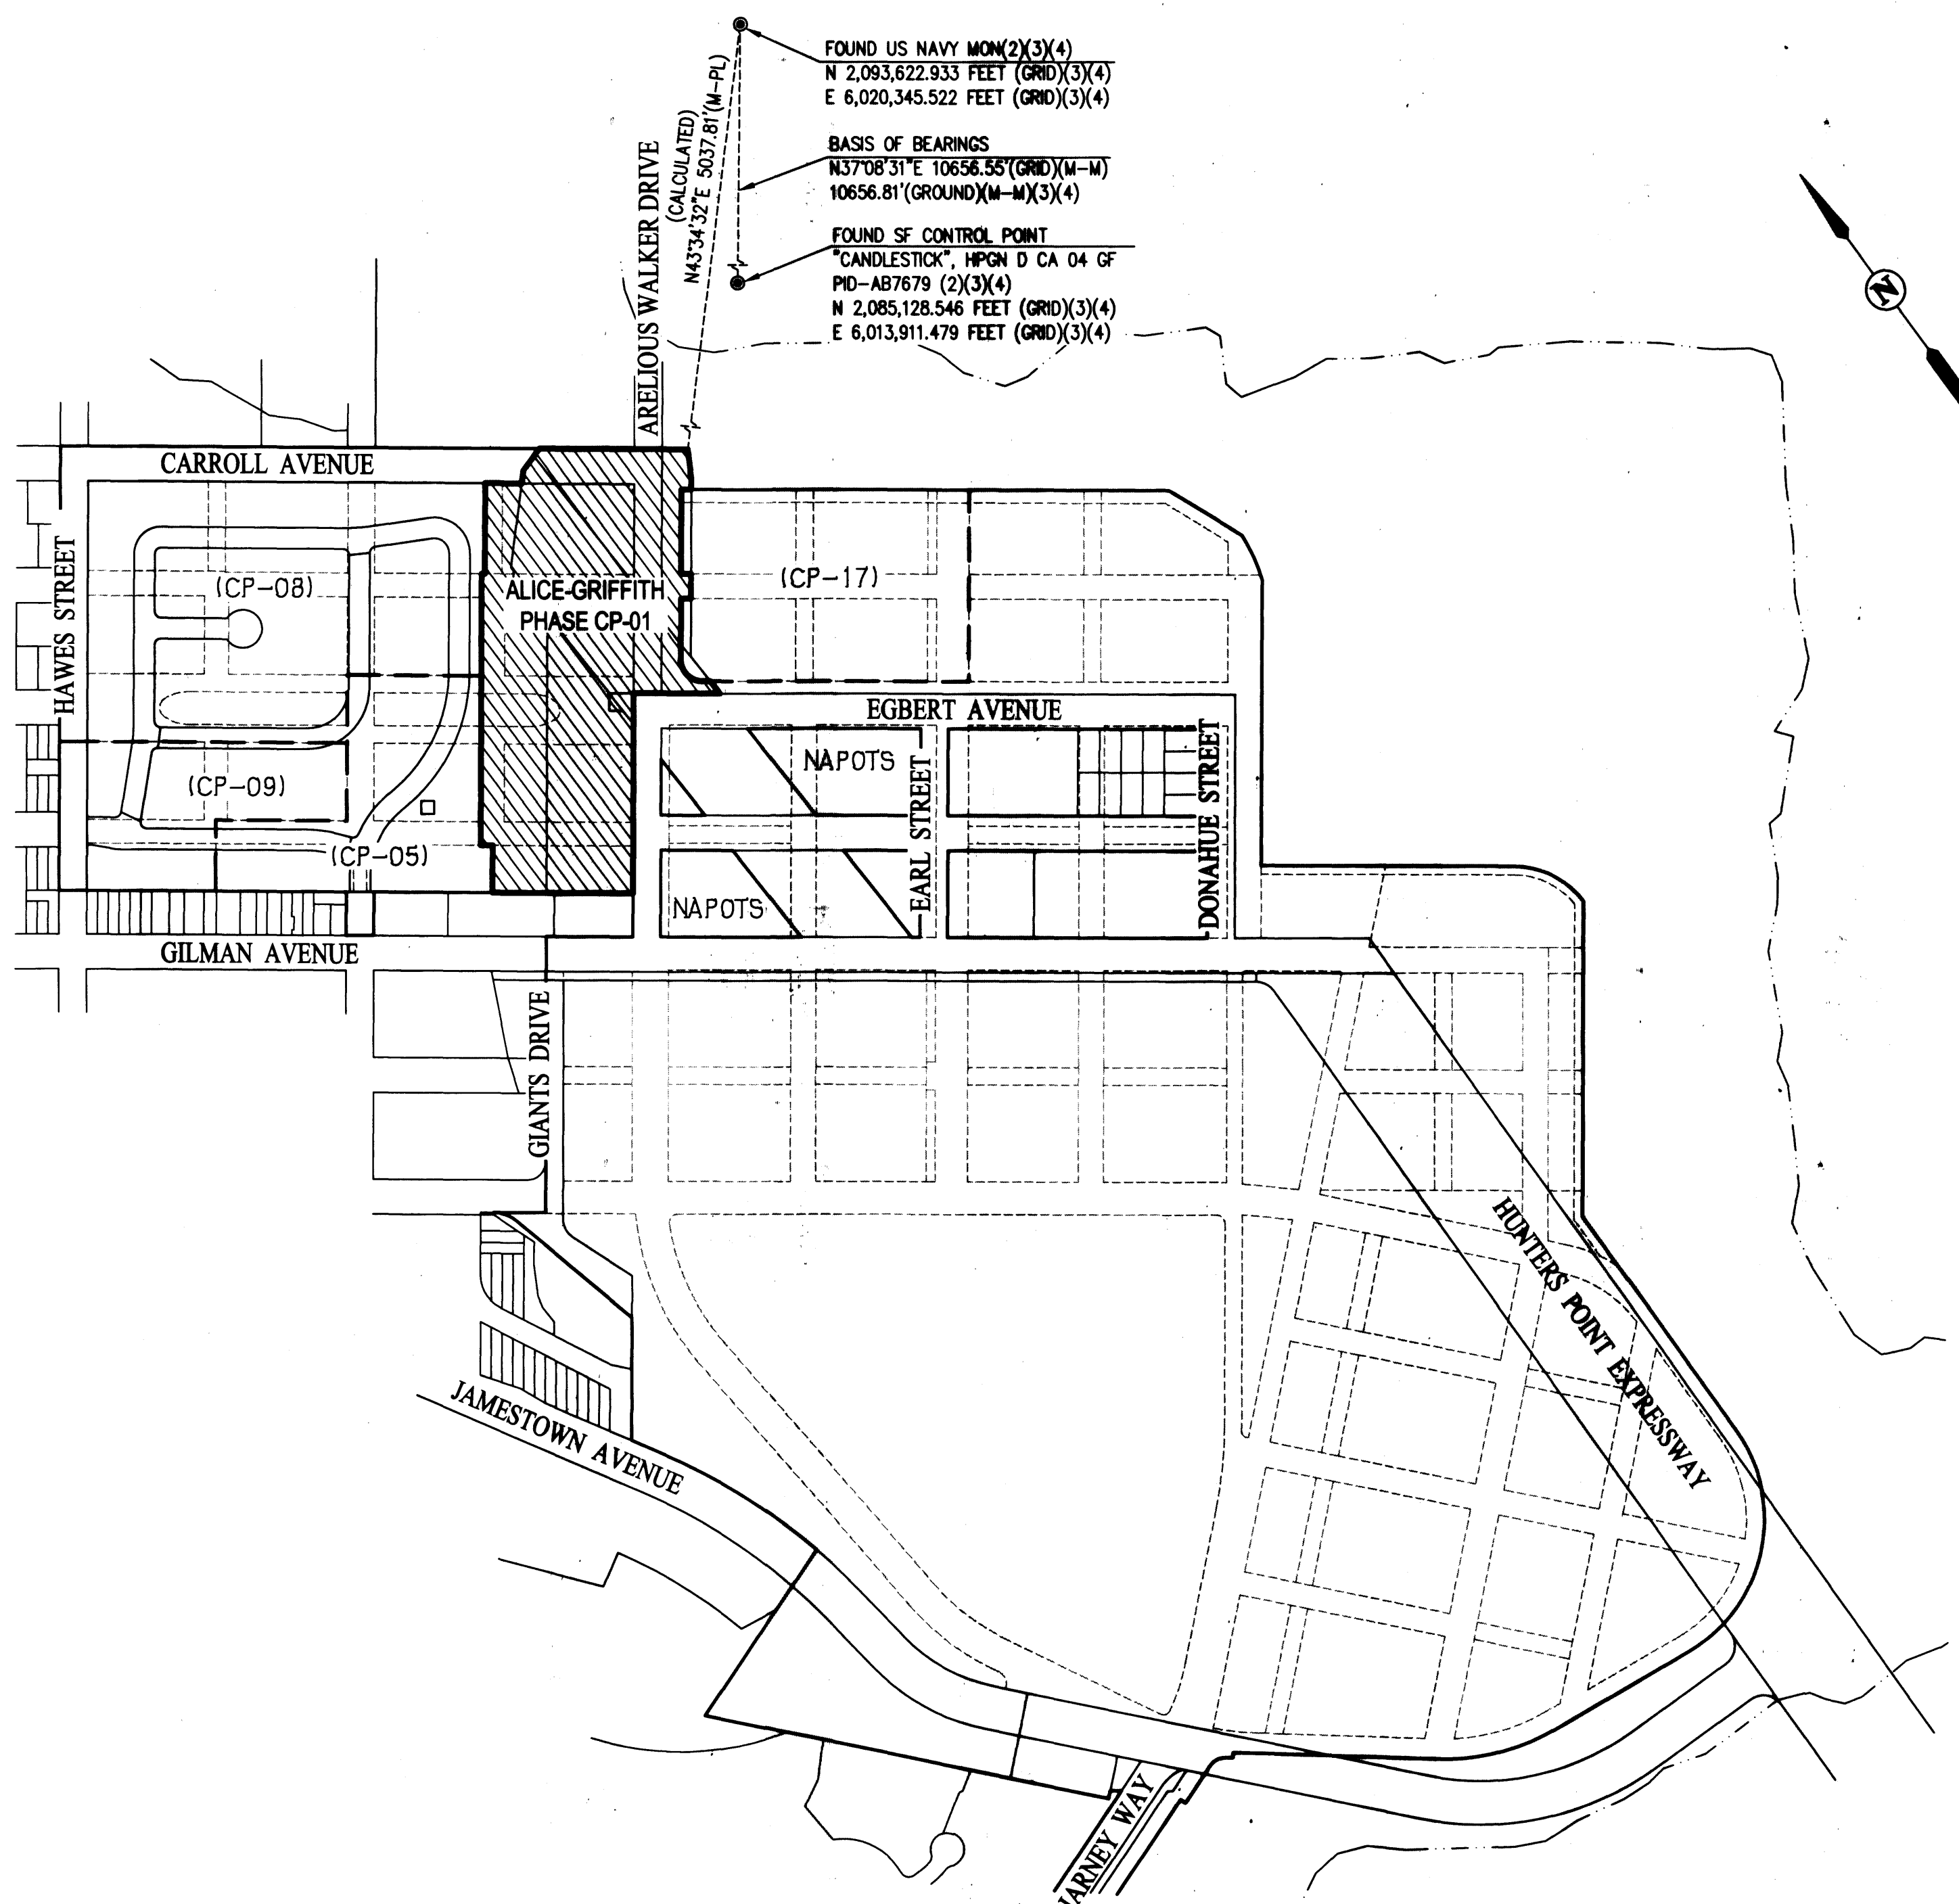 FOUND US NAVY MON(2)(3)(4)
N 2,093,622.933 FEET (GRID)(3)(4)
E 6,020,345.522 FEET (GRID)(3)(4)
BASIS OF BEARINGS
N37°08'31"E 10656.55'(GRID)(M-M)
10656.81'(GROUND)(M-M)(3)(4)
FOUND SF CONTROL POINT
"CANDLESTICK", HPGN D CA 04 GF
PID-AB7679 (2)(3)(4)
N 2,085,128.546 FEET (GRID)(3)(4)
E 6,013,911.479 FEET (GRID)(3)(4)
(CALCULATED)
N43°34'32"E 5037.81'(M-PL)
ARELIOUS WALKER DRIVE
N
CARROLL AVENUE
HAWES STREET
(CP-08)
ALICE-GRIFFITH
PHASE CP-01
(CP-17)
EGBERT AVENUE
(CP-09)
(CP-05)
NAPOTS
EARL STREET
DONAHUE STREET
NAPOTS
GILMAN AVENUE
GIANTS DRIVE
HUNTERS POINT EXPRESSWAY
JAMESTOWN AVENUE
WAY